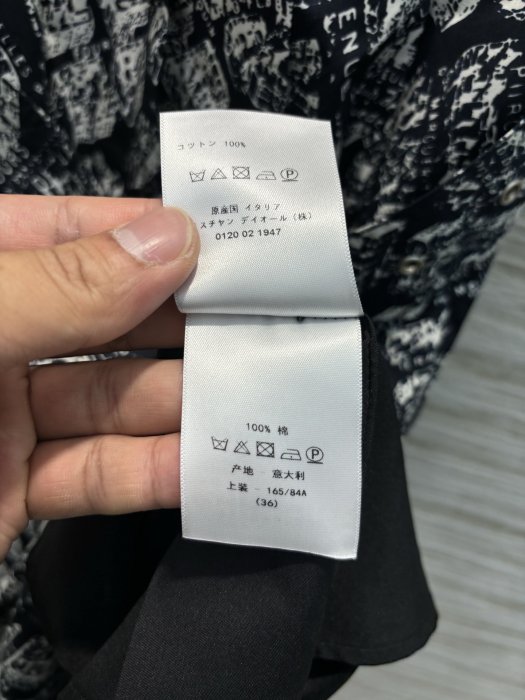 コットン 100%
原産国 イタリア
スチャン デイオール (株)
0120 02 1947
100% 棉
产地 - 意大利
上装 - 165/84A
(36)